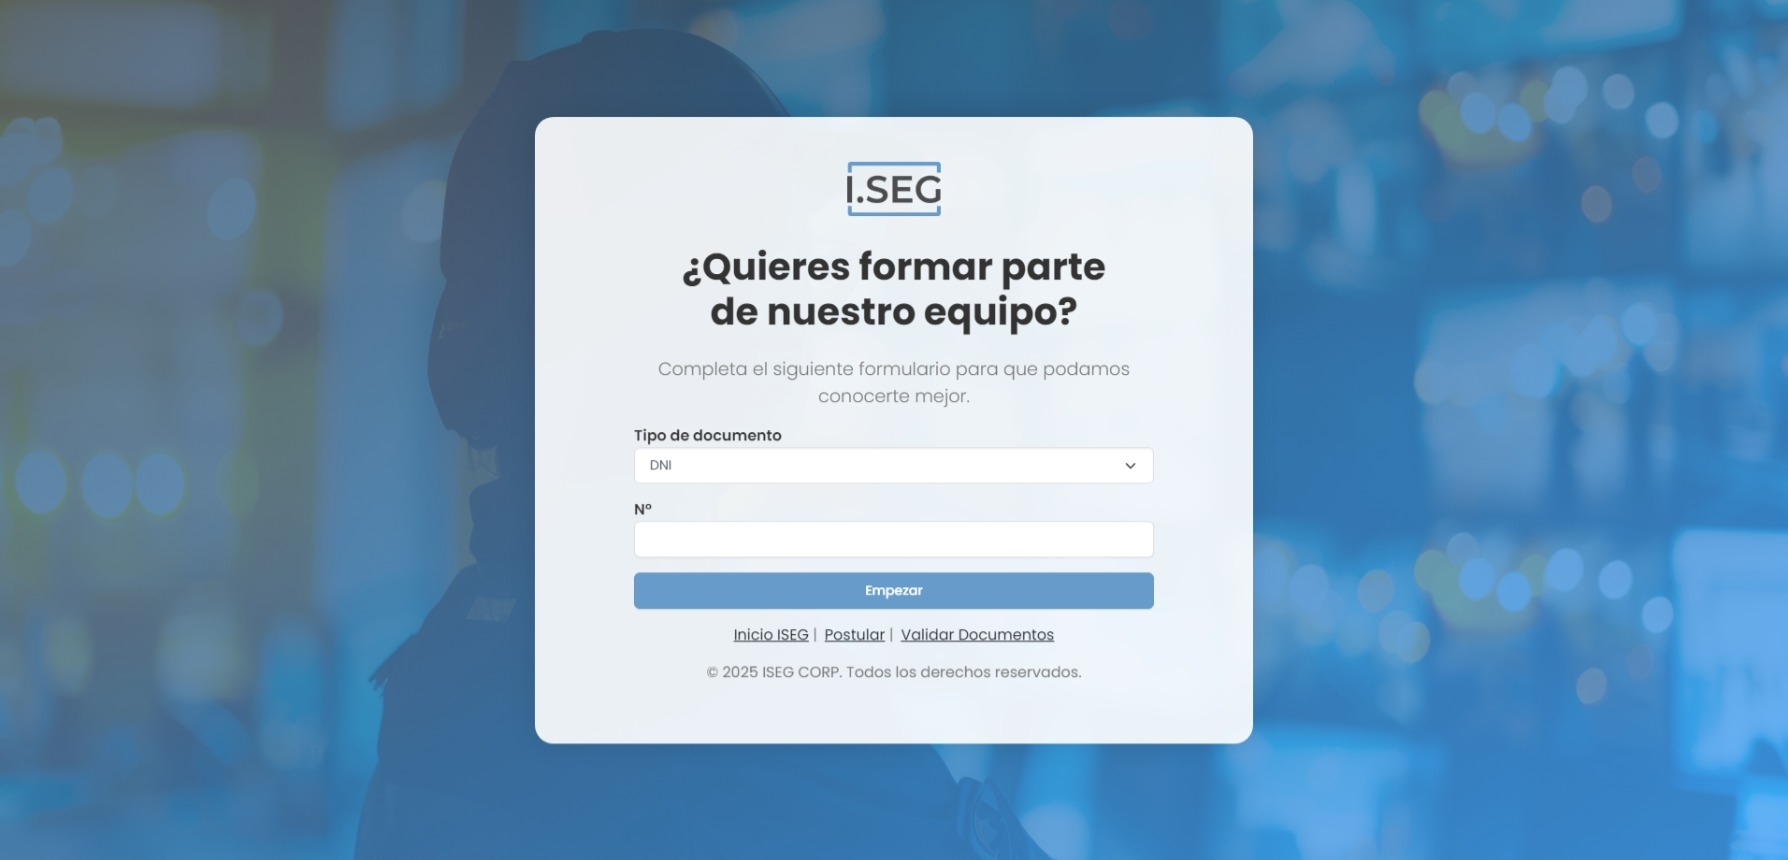 I.SEG
¿Quieres formar parte
de nuestro equipo?
Completa el siguiente formulario para que podamos
conocerte mejor.
Tipo de documento
DNI
Nº
Empezar
Inicio ISEG | Postular | Validar Documentos
© 2025 ISEG CORP. Todos los derechos reservados.